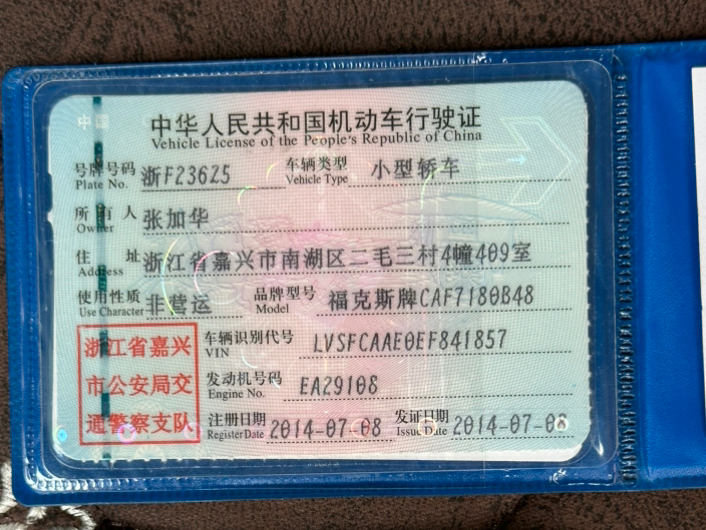 中国
中华人民共和国机动车行驶证
Vehicle License of the People's Republic of China
号牌号码 浙F23625 车辆类型 小型轿车
Plate No. Vehicle Type
所有人 张加华
Owner
住址 浙江省嘉兴市南湖区二毛三村4幢409室
Address
使用性质 非营运 品牌型号 福克斯牌CAF7180B48
Use Character Model
浙江省嘉兴
市公安局交
通警察支队
车辆识别代号 LVSFCAAE0EF841857
VIN
发动机号码 EA29108
Engine No.
注册日期 2014-07-08 发证日期 2014-07-08
Register Date Issue Date